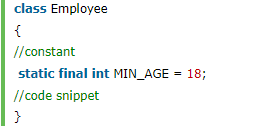 class Employee
{
//constant
static final int MIN_AGE = 18;
//code snippet
}